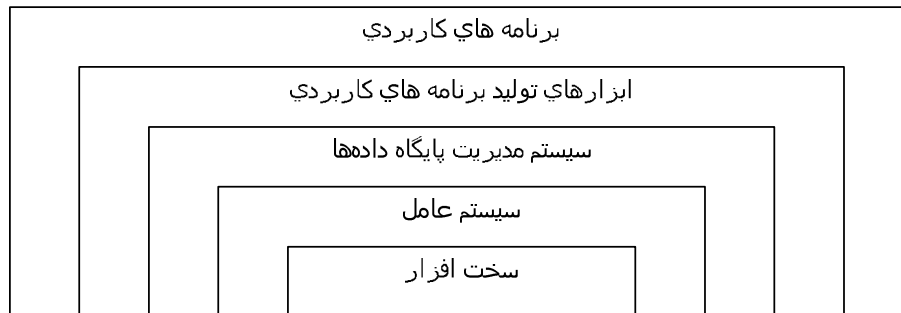 برنامه هاي كاربردي
ابزارهاي توليد برنامه هاي كاربردي
سيستم مديريت پايگاه داده‌ها
سيستم عامل
سخت افزار